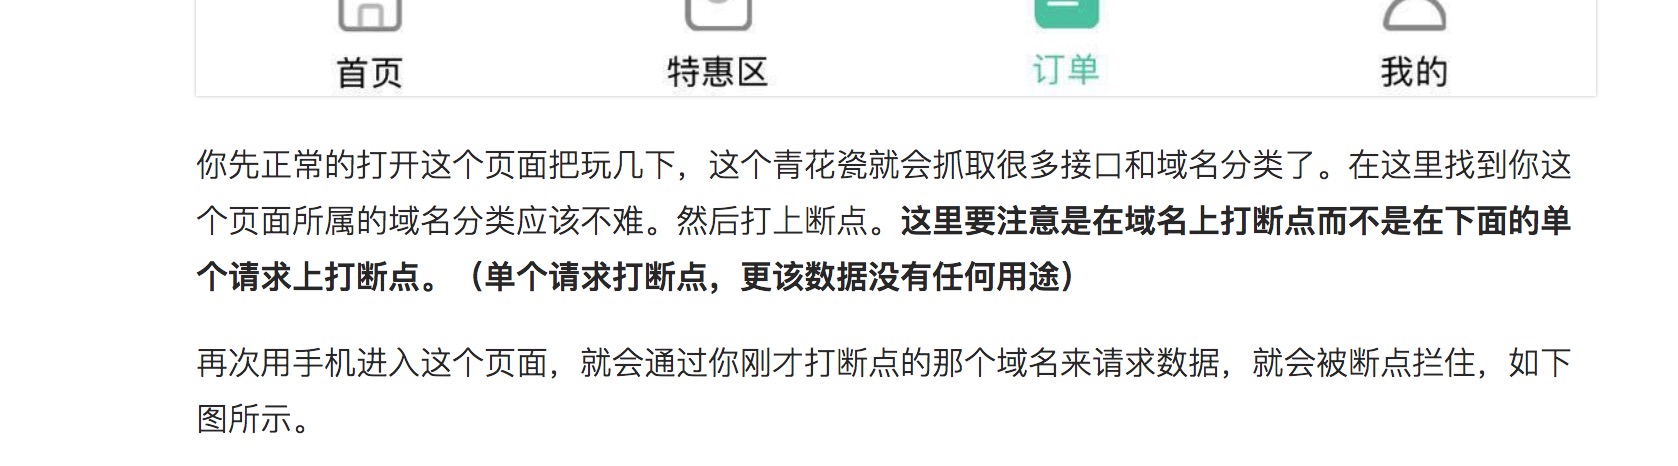 首页 特惠区 订单 我的
你先正常的打开这个页面把玩几下，这个青花瓷就会抓取很多接口和域名分类了。在这里找到你这
个页面所属的域名分类应该不难。然后打上断点。这里要注意是在域名上打断点而不是在下面的单
个请求上打断点。（单个请求打断点，更该数据没有任何用途）
再次用手机进入这个页面，就会通过你刚才打断点的那个域名来请求数据，就会被断点拦住，如下
图所示。